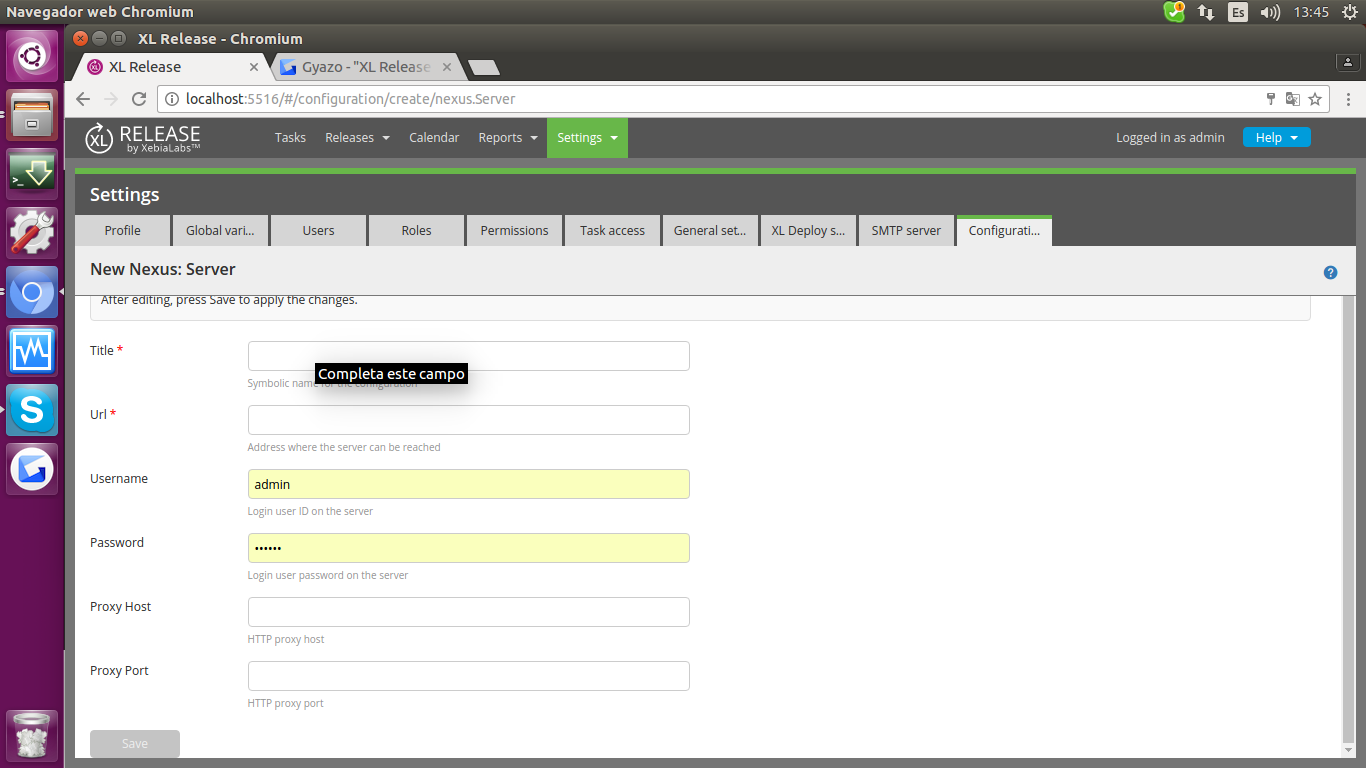 Navegador web Chromium
1
Es
13:45
XL Release - Chromium
XL Release
Gyazo - "XL Release
localhost:5516/#/configuration/create/nexus.Server
XL RELEASE
by XebiaLabs™
Tasks Releases Calendar Reports Settings Logged in as admin Help
Settings
Profile Global vari... Users Roles Permissions Task access General set... XL Deploy s... SMTP server Configurati...
New Nexus: Server
?
After editing, press Save to apply the changes.
Title *
Completa este campo
Symbolic name for the configuration
Url *
Address where the server can be reached
Username admin
Login user ID on the server
Password ••••••
Login user password on the server
Proxy Host
HTTP proxy host
Proxy Port
HTTP proxy port
Save